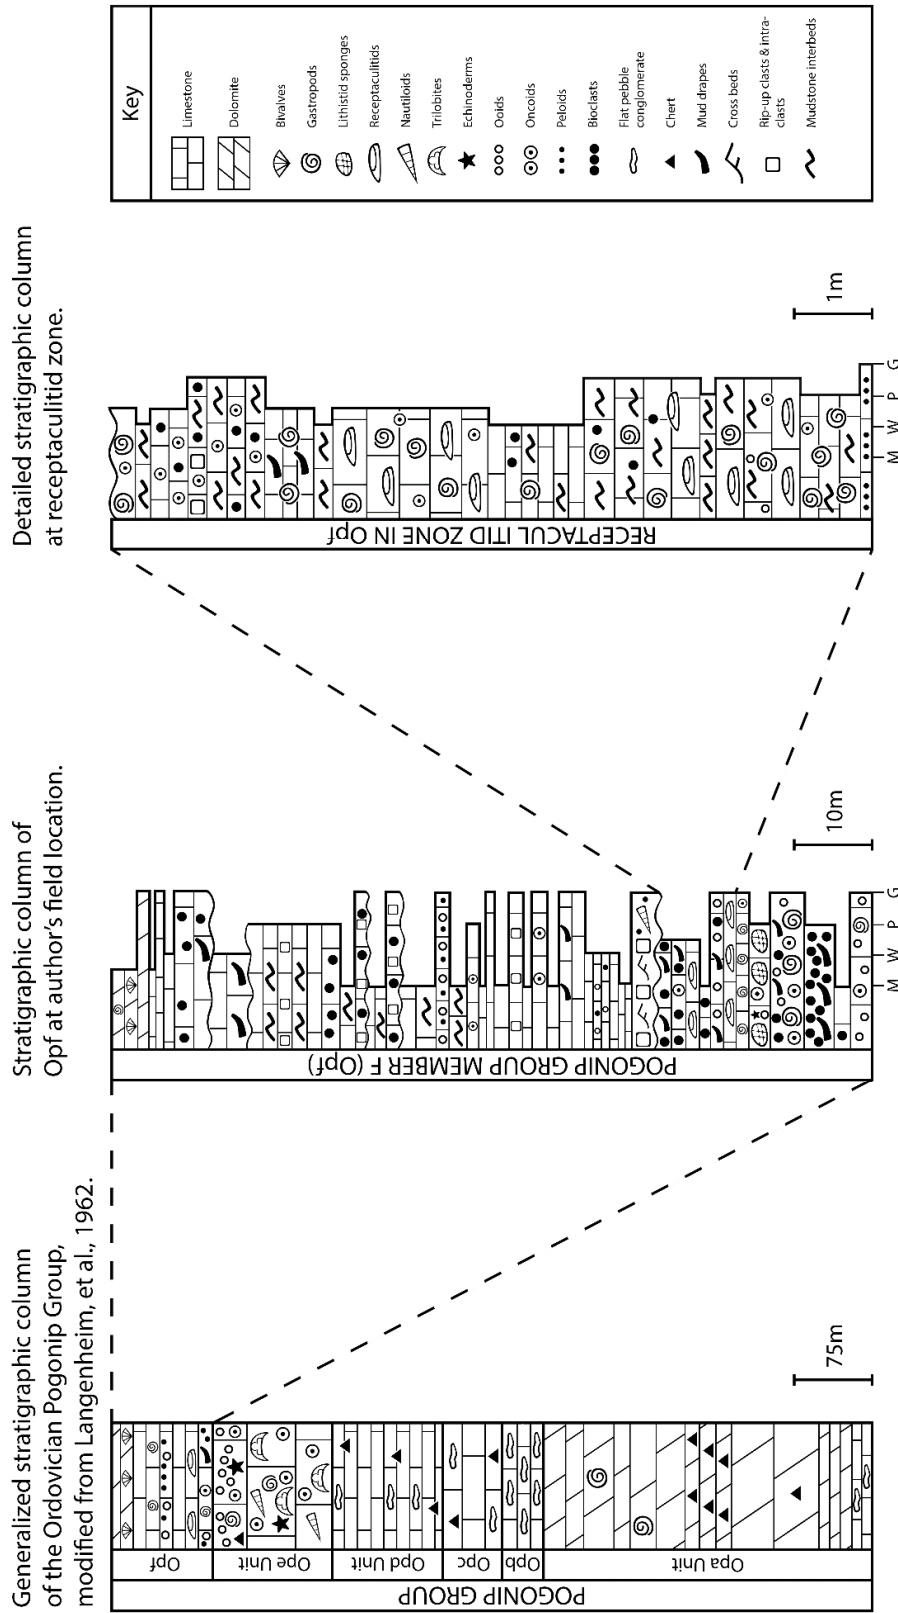 Generalized stratigraphic column
of the Ordovician Pogonip Group,
modified from Langenheim, et al., 1962.
POGONIP GROUP
Opf
Ope Unit
Opd Unit
Opc
Opb
Opa Unit
75m
Stratigraphic column of
Opf at author's field location.
POGONIP GROUP MEMBER F (Opf)
M W P G
10m
Detailed stratigraphic column
at receptaculitid zone.
RECEPTACULITID ZONE IN Opf
M W P G
1m
Key
Limestone
Dolomite
Bivalves
Gastropods
Lithistid sponges
Receptaculitids
Nautiloids
Trilobites
Echinoderms
Ooids
Oncoids
Peloids
Bioclasts
Flat pebble
conglomerate
Chert
Mud drapes
Cross beds
Rip-up clasts & intra-
clasts
Mudstone interbeds